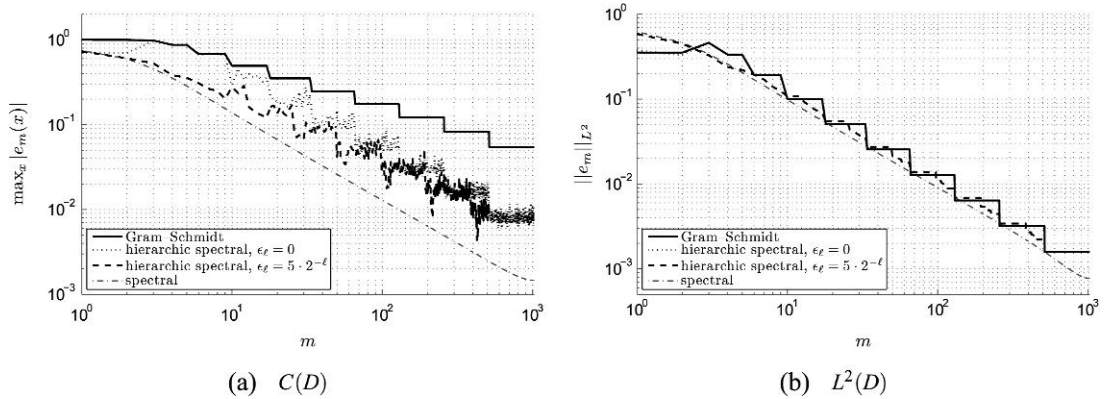 max_x |e_m(x)|
10^0
10^{-1}
10^{-2}
10^{-3}
Gram Schmidt
hierarchic spectral, ϵ_ℓ = 0
hierarchic spectral, ϵ_ℓ = 5 · 2^{-ℓ}
spectral
10^0
10^1
10^2
10^3
m
(a) C(D)
||e_m||_{L^2}
10^0
10^{-1}
10^{-2}
10^{-3}
Gram Schmidt
hierarchic spectral, ϵ_ℓ = 0
hierarchic spectral, ϵ_ℓ = 5 · 2^{-ℓ}
spectral
10^0
10^1
10^2
10^3
m
(b) L^2(D)